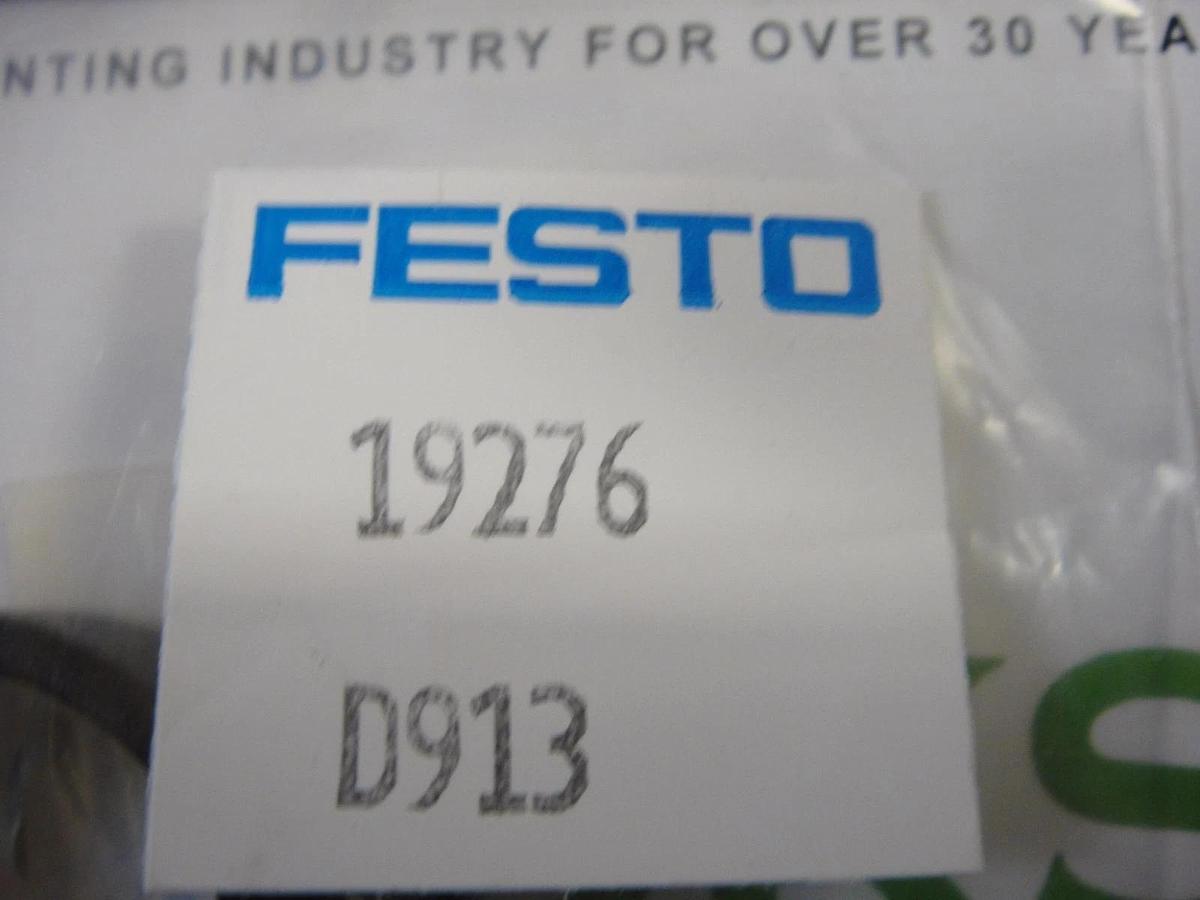 NTING INDUSTRY FOR OVER 30 YEA
FESTO
19276
D913
S